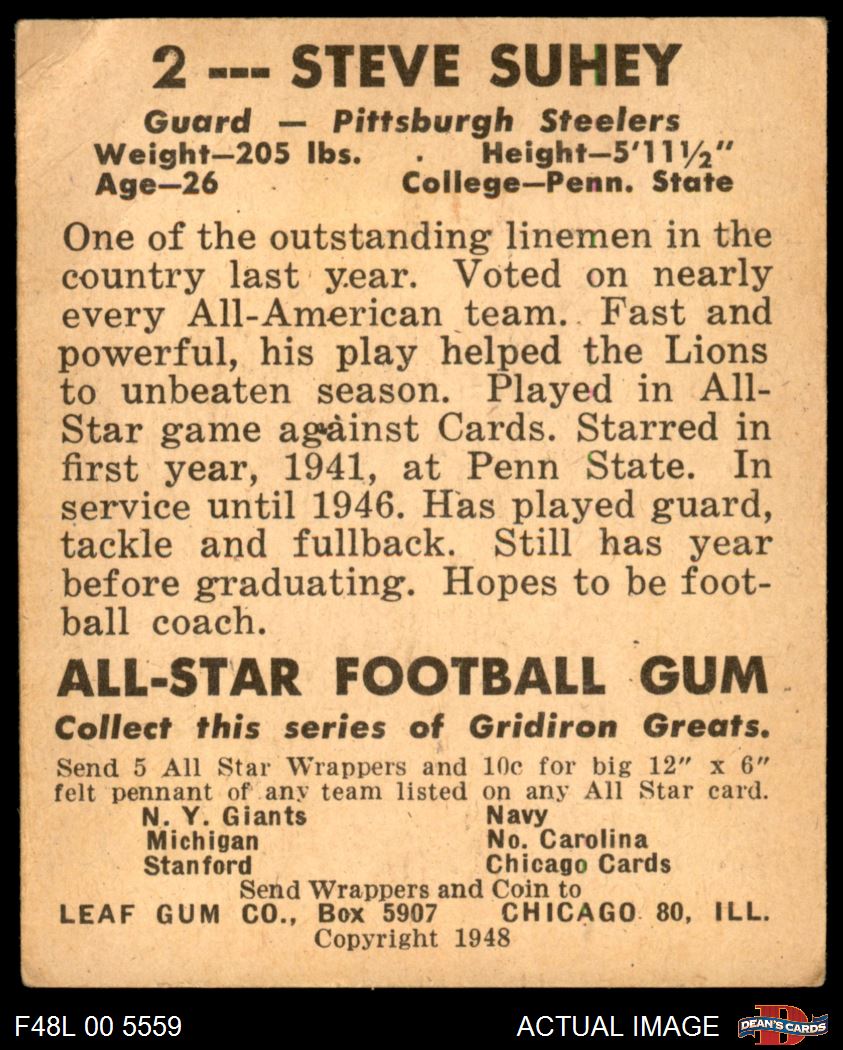 2 --- STEVE SUHEY
Guard — Pittsburgh Steelers
Weight—205 lbs. . Height—5'11½"
Age—26 College—Penn. State
One of the outstanding linemen in the
country last year. Voted on nearly
every All-American team. Fast and
powerful, his play helped the Lions
to unbeaten season. Played in All-
Star game against Cards. Starred in
first year, 1941, at Penn State. In
service until 1946. Has played guard,
tackle and fullback. Still has year
before graduating. Hopes to be foot-
ball coach.
ALL-STAR FOOTBALL GUM
Collect this series of Gridiron Greats.
Send 5 All Star Wrappers and 10c for big 12" x 6"
felt pennant of any team listed on any All Star card.
N. Y. Giants Navy
Michigan No. Carolina
Stanford Chicago Cards
Send Wrappers and Coin to
LEAF GUM CO., Box 5907 CHICAGO 80, ILL.
Copyright 1948
F48L 00 5559 ACTUAL IMAGE D DEAN'S CARDS